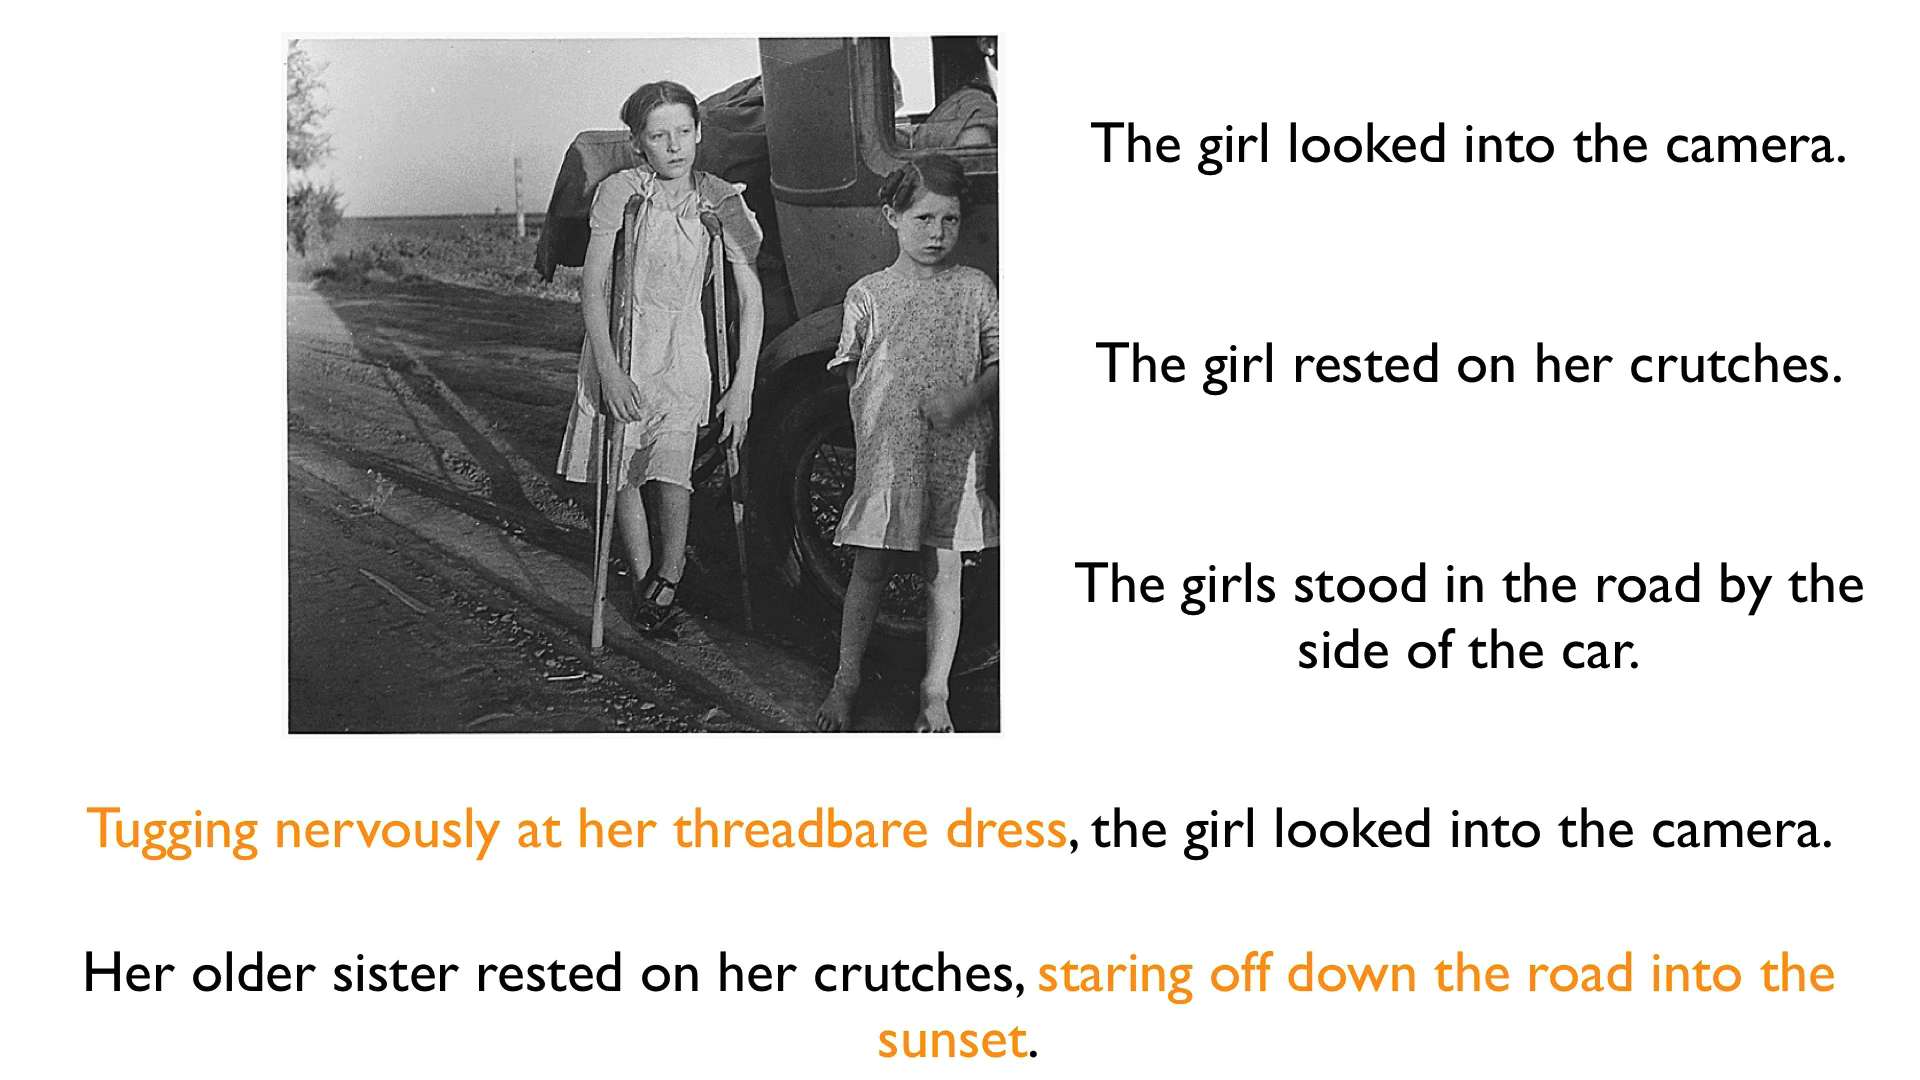 The girl looked into the camera.
The girl rested on her crutches.
The girls stood in the road by the
side of the car.
Tugging nervously at her threadbare dress, the girl looked into the camera.
Her older sister rested on her crutches, staring off down the road into the
sunset.